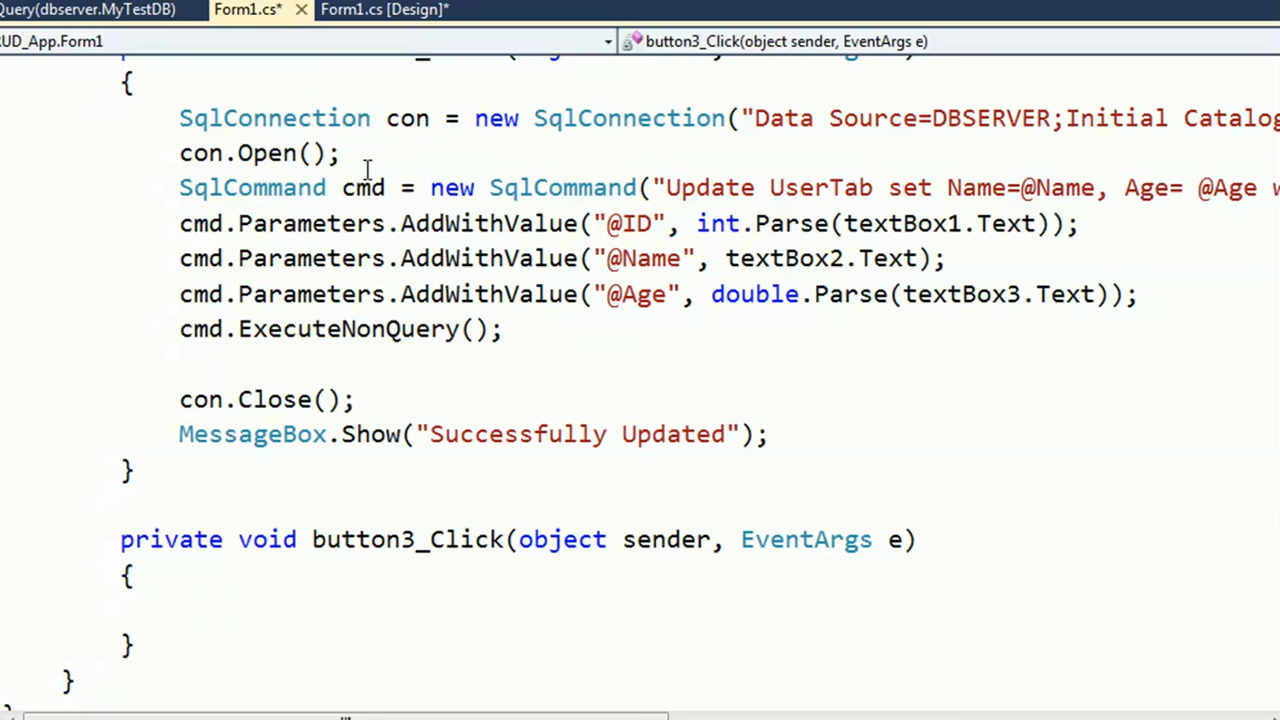 Query(dbserver.MyTestDB) Form1.cs* Form1.cs [Design]*
UD_App.Form1 button3_Click(object sender, EventArgs e)
{
SqlConnection con = new SqlConnection("Data Source=DBSERVER;Initial Catalog
con.Open();
SqlCommand cmd = new SqlCommand("Update UserTab set Name=@Name, Age= @Age w
cmd.Parameters.AddWithValue("@ID", int.Parse(textBox1.Text));
cmd.Parameters.AddWithValue("@Name", textBox2.Text);
cmd.Parameters.AddWithValue("@Age", double.Parse(textBox3.Text));
cmd.ExecuteNonQuery();
con.Close();
MessageBox.Show("Successfully Updated");
}
private void button3_Click(object sender, EventArgs e)
{
}
}